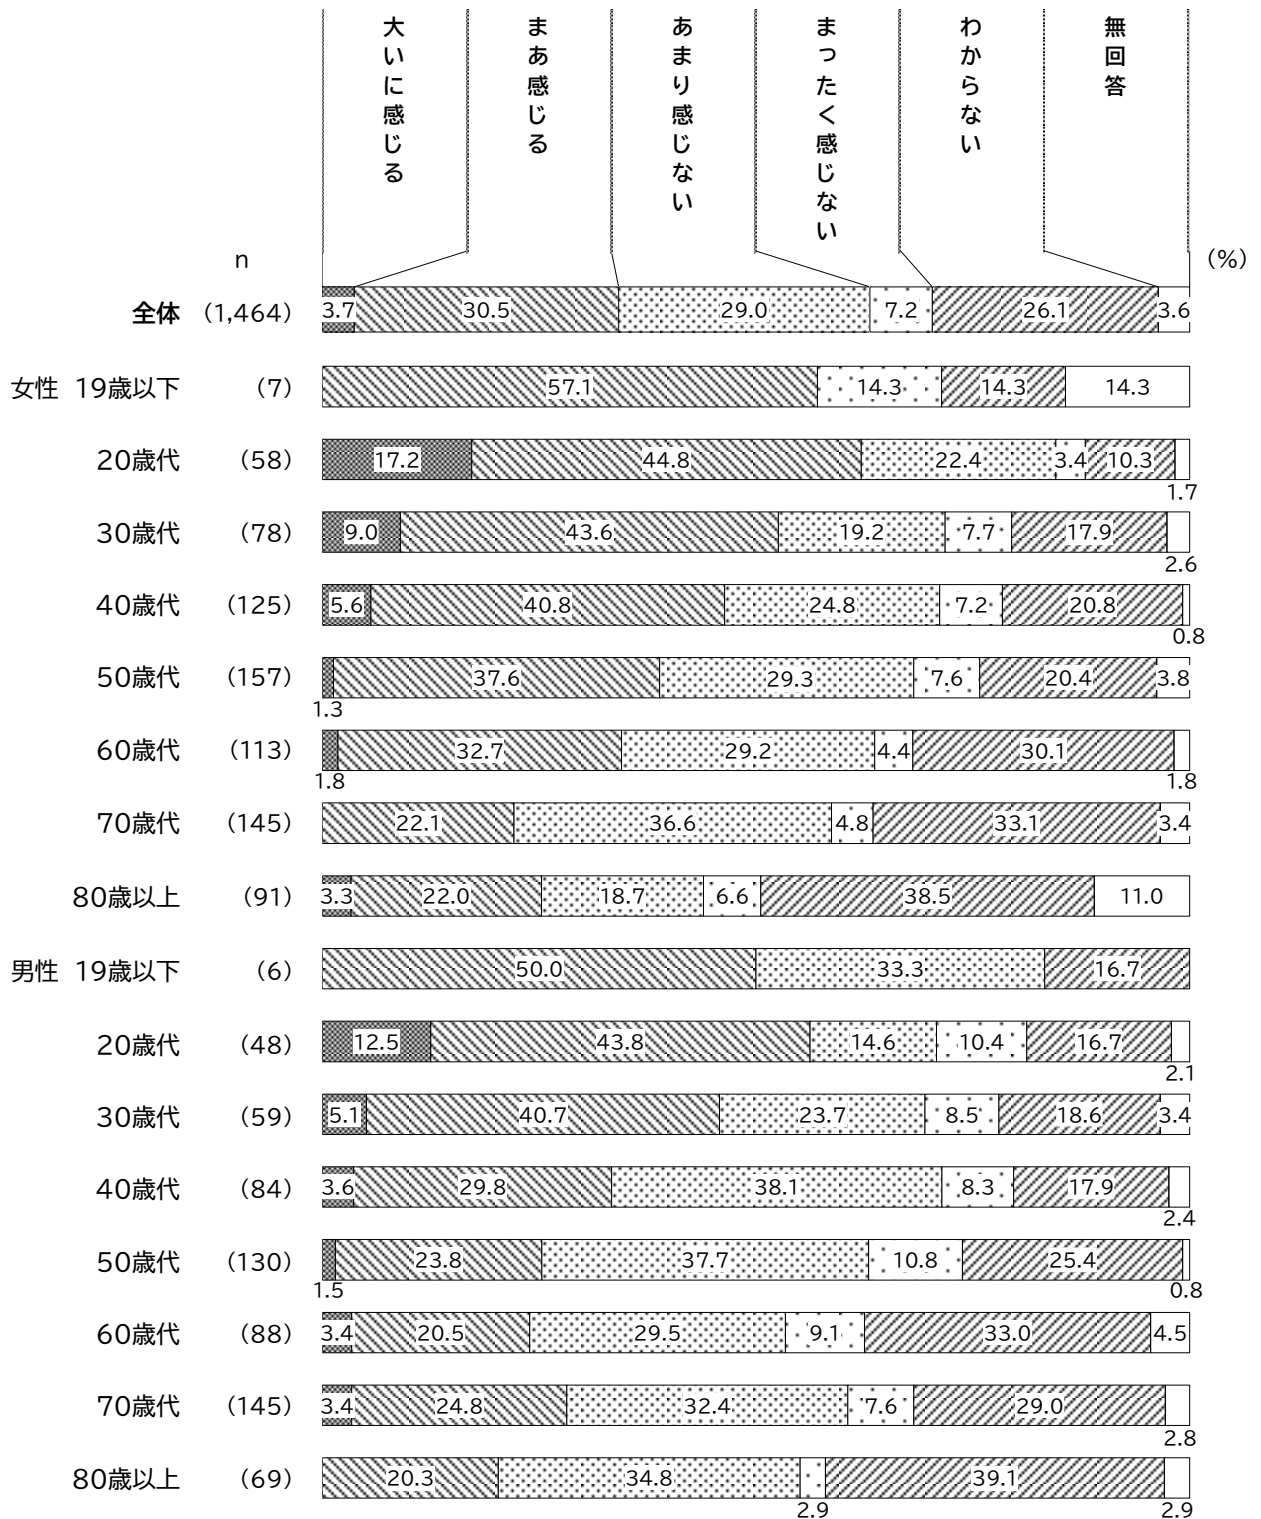 大いに感じる
まあ感じる
あまり感じない
まったく感じない
わからない
無回答
n (%)
全体 (1,464) 3.7 30.5 29.0 7.2 26.1 3.6
女性 19歳以下 (7) 57.1 14.3 14.3 14.3
20歳代 (58) 17.2 44.8 22.4 3.4 10.3 1.7
30歳代 (78) 9.0 43.6 19.2 7.7 17.9 2.6
40歳代 (125) 5.6 40.8 24.8 7.2 20.8 0.8
50歳代 (157) 1.3 37.6 29.3 7.6 20.4 3.8
60歳代 (113) 1.8 32.7 29.2 4.4 30.1 1.8
70歳代 (145) 22.1 36.6 4.8 33.1 3.4
80歳以上 (91) 3.3 22.0 18.7 6.6 38.5 11.0
男性 19歳以下 (6) 50.0 33.3 16.7
20歳代 (48) 12.5 43.8 14.6 10.4 16.7 2.1
30歳代 (59) 5.1 40.7 23.7 8.5 18.6 3.4
40歳代 (84) 3.6 29.8 38.1 8.3 17.9 2.4
50歳代 (130) 1.5 23.8 37.7 10.8 25.4 0.8
60歳代 (88) 3.4 20.5 29.5 9.1 33.0 4.5
70歳代 (145) 3.4 24.8 32.4 7.6 29.0 2.8
80歳以上 (69) 20.3 34.8 2.9 39.1 2.9